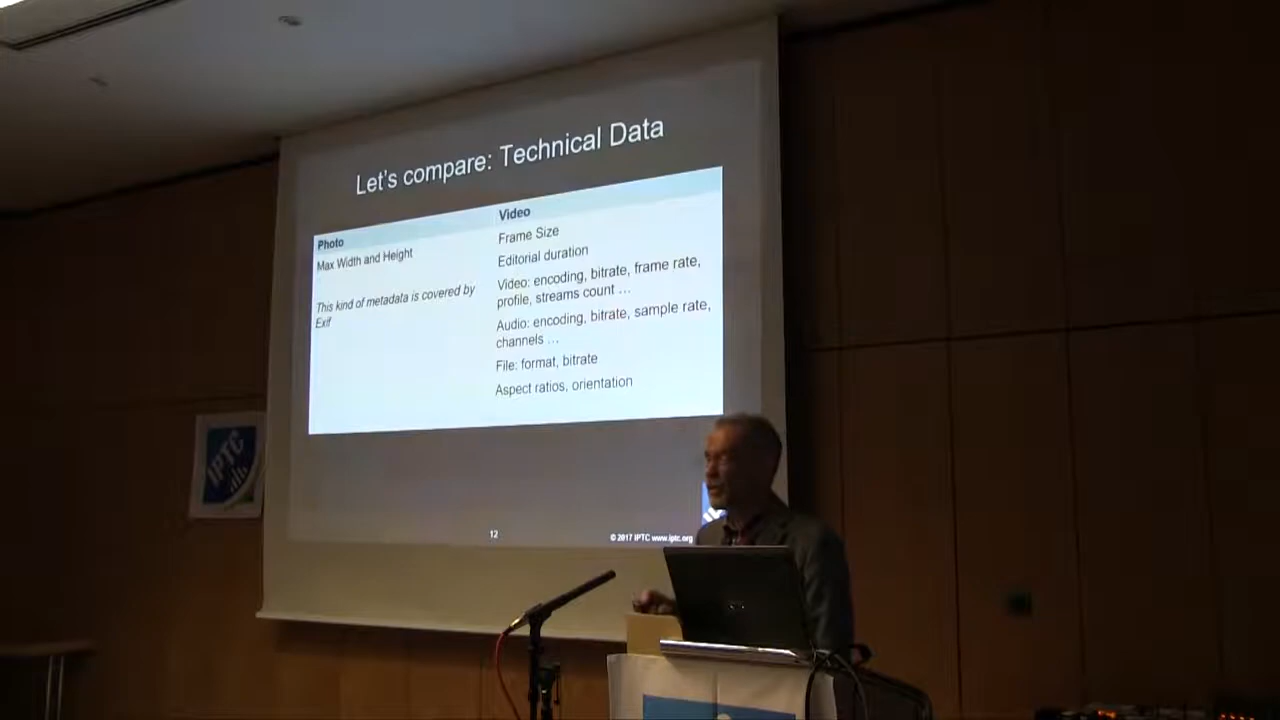 Let's compare: Technical Data
Photo
Max Width and Height
This kind of metadata is covered by
Exif
Video
Frame Size
Editorial duration
Video: encoding, bitrate, frame rate,
profile, streams count ...
Audio: encoding, bitrate, sample rate,
channels ...
File: format, bitrate
Aspect ratios, orientation
IPTC
12
© 2017 IPTC www.iptc.org